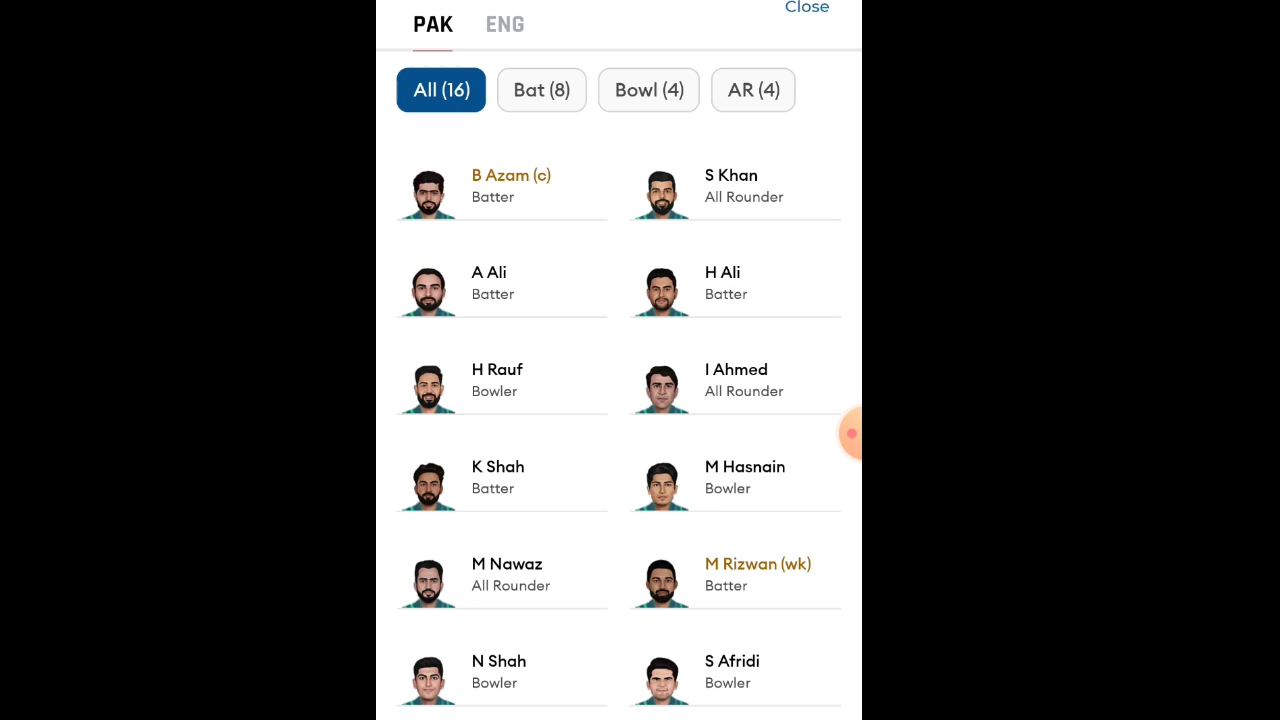 Close
PAK ENG
All (16) Bat (8) Bowl (4) AR (4)
B Azam (c) S Khan
Batter All Rounder
A Ali H Ali
Batter Batter
H Rauf I Ahmed
Bowler All Rounder
K Shah M Hasnain
Batter Bowler
M Nawaz M Rizwan (wk)
All Rounder Batter
N Shah S Afridi
Bowler Bowler